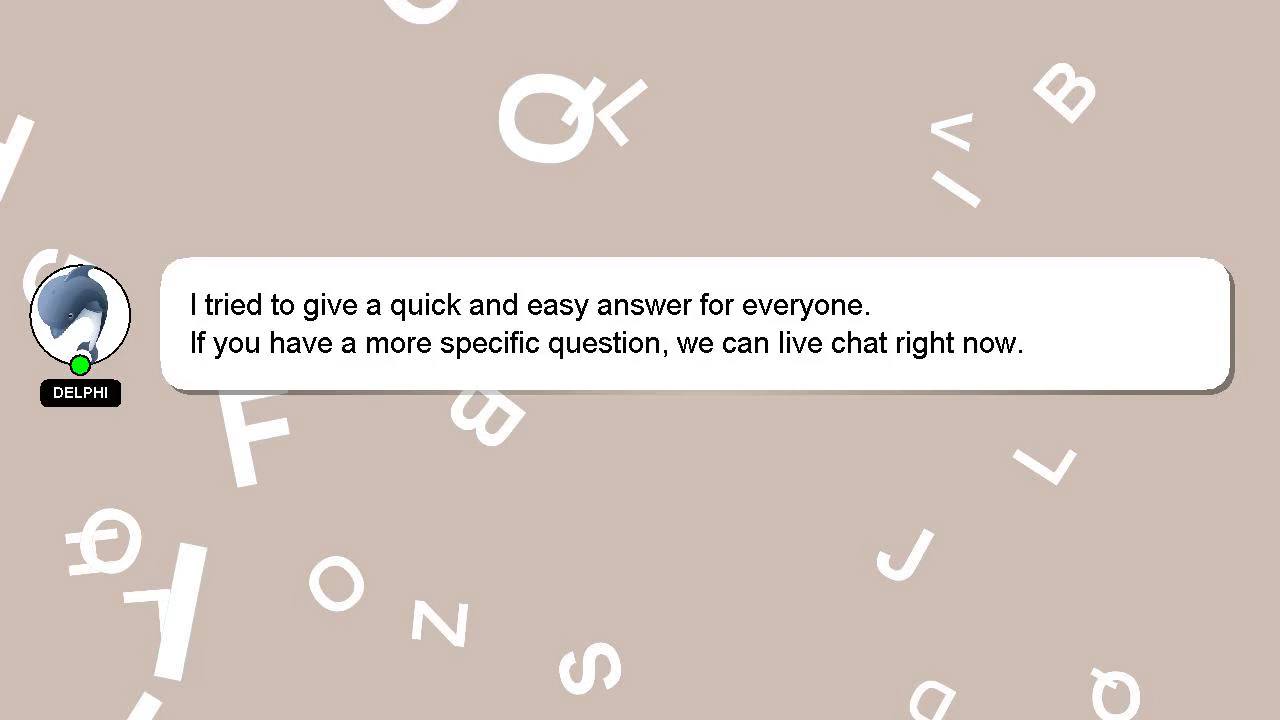 I tried to give a quick and easy answer for everyone.
If you have a more specific question, we can live chat right now.
DELPHI